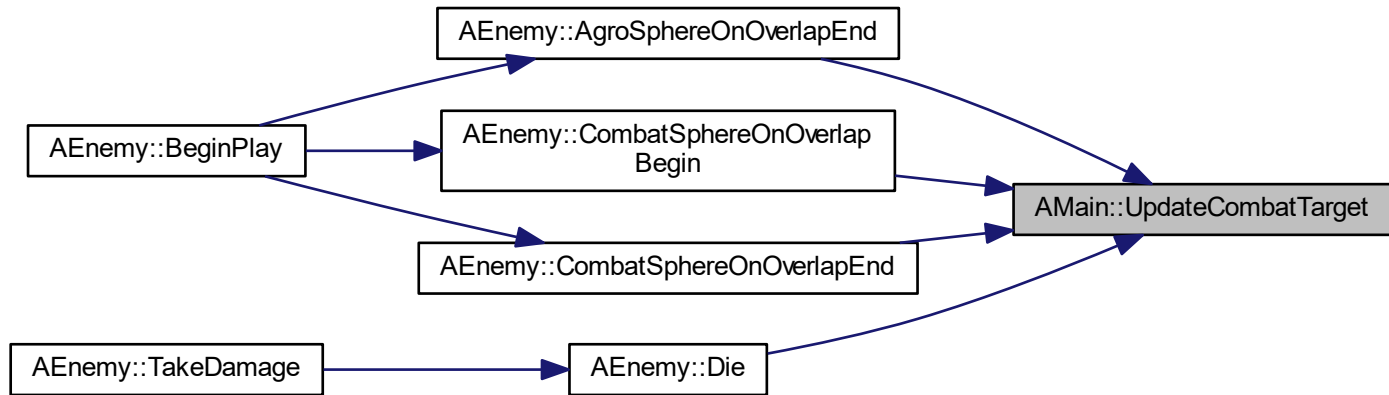 AEnemy::AgroSphereOnOverlapEnd
AEnemy::BeginPlay
AEnemy::CombatSphereOnOverlap
Begin
AMain::UpdateCombatTarget
AEnemy::CombatSphereOnOverlapEnd
AEnemy::TakeDamage
AEnemy::Die